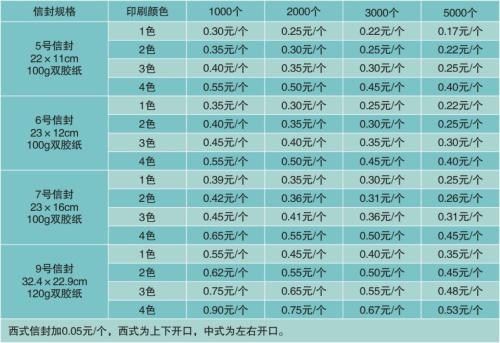 信封规格 印刷颜色 1000个 2000个 3000个 5000个
5号信封
22×11cm
100g双胶纸
1色 0.30元/个 0.25元/个 0.22元/个 0.17元/个
2色 0.35元/个 0.30元/个 0.25元/个 0.22元/个
3色 0.40元/个 0.35元/个 0.30元/个 0.25元/个
4色 0.55元/个 0.50元/个 0.45元/个 0.40元/个
6号信封
23×12cm
100g双胶纸
1色 0.35元/个 0.30元/个 0.25元/个 0.22元/个
2色 0.40元/个 0.35元/个 0.30元/个 0.25元/个
3色 0.45元/个 0.40元/个 0.35元/个 0.30元/个
4色 0.55元/个 0.50元/个 0.45元/个 0.40元/个
7号信封
23×16cm
100g双胶纸
1色 0.39元/个 0.35元/个 0.30元/个 0.25元/个
2色 0.42元/个 0.36元/个 0.31元/个 0.26元/个
3色 0.45元/个 0.41元/个 0.36元/个 0.31元/个
4色 0.65元/个 0.55元/个 0.50元/个 0.45元/个
9号信封
32.4×22.9cm
120g双胶纸
1色 0.55元/个 0.45元/个 0.40元/个 0.35元/个
2色 0.62元/个 0.55元/个 0.50元/个 0.45元/个
3色 0.75元/个 0.65元/个 0.55元/个 0.48元/个
4色 0.90元/个 0.75元/个 0.67元/个 0.53元/个
西式信封加0.05元/个，西式为上下开口，中式为左右开口。